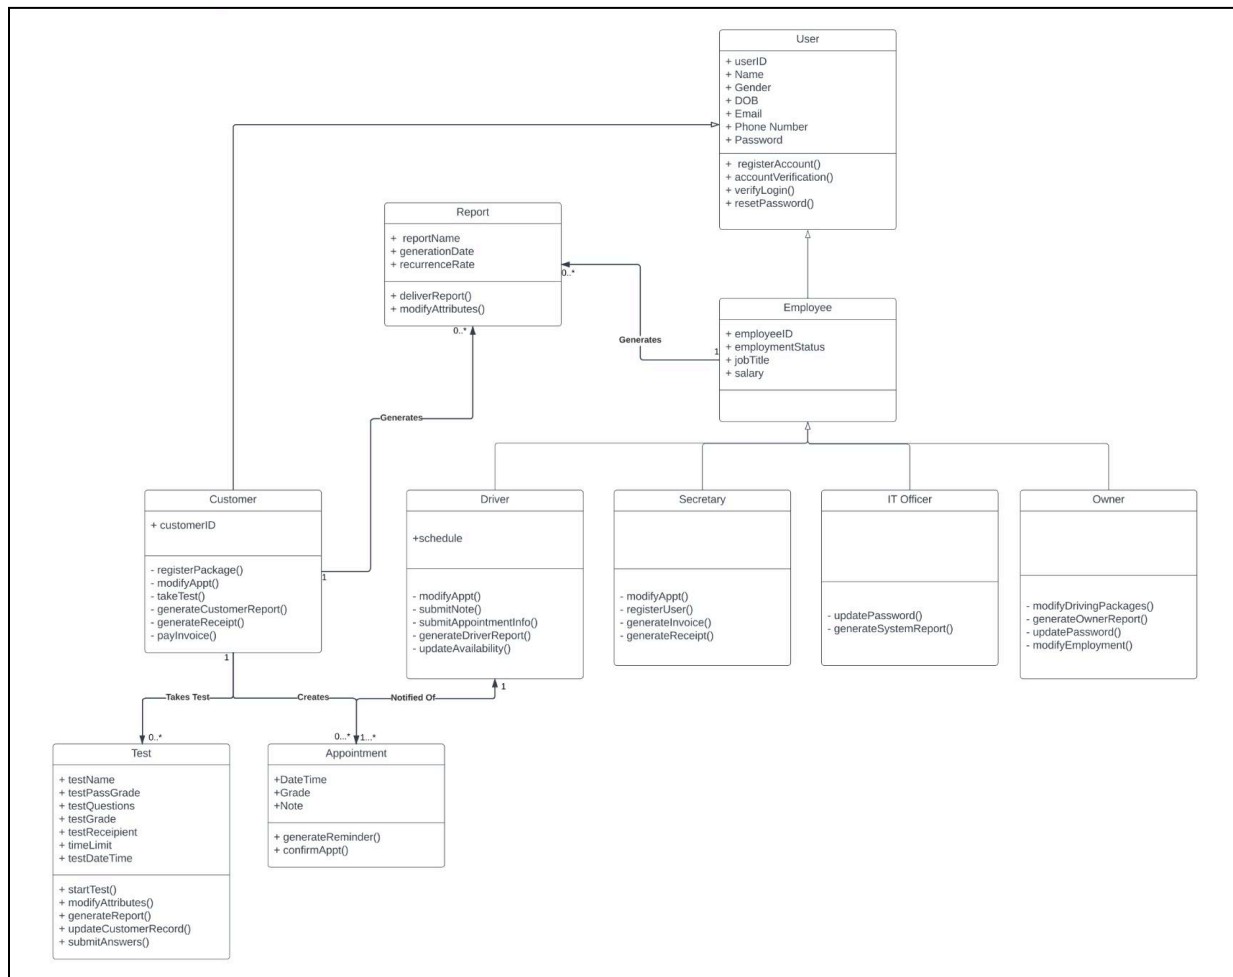 User
+ userID
+ Name
+ Gender
+ DOB
+ Email
+ Phone Number
+ Password
+ registerAccount()
+ accountVerification()
+ verifyLogin()
+ resetPassword()
Report
+ reportName
+ generationDate
+ recurrenceRate
+ deliverReport()
+ modifyAttributes()
0..*
0..*
Generates
1
Employee
+ employeeID
+ employmentStatus
+ jobTitle
+ salary
Generates
Customer
+ customerID
- registerPackage()
- modifyAppt()
- takeTest()
- generateCustomerReport()
- generateReceipt()
- payInvoice()
1
1
Driver
+schedule
- modifyAppt()
- submitNote()
- submitAppointmentInfo()
- generateDriverReport()
- updateAvailability()
1
Secretary
- modifyAppt()
- registerUser()
- generateInvoice()
- generateReceipt()
IT Officer
- updatePassword()
- generateSystemReport()
Owner
- modifyDrivingPackages()
- generateOwnerReport()
- updatePassword()
- modifyEmployment()
Takes Test
Creates
Notified Of
0..*
0...*
1...*
Test
+ testName
+ testPassGrade
+ testQuestions
+ testGrade
+ testReceipient
+ timeLimit
+ testDateTime
+ startTest()
+ modifyAttributes()
+ generateReport()
+ updateCustomerRecord()
+ submitAnswers()
Appointment
+DateTime
+Grade
+Note
+ generateReminder()
+ confirmAppt()